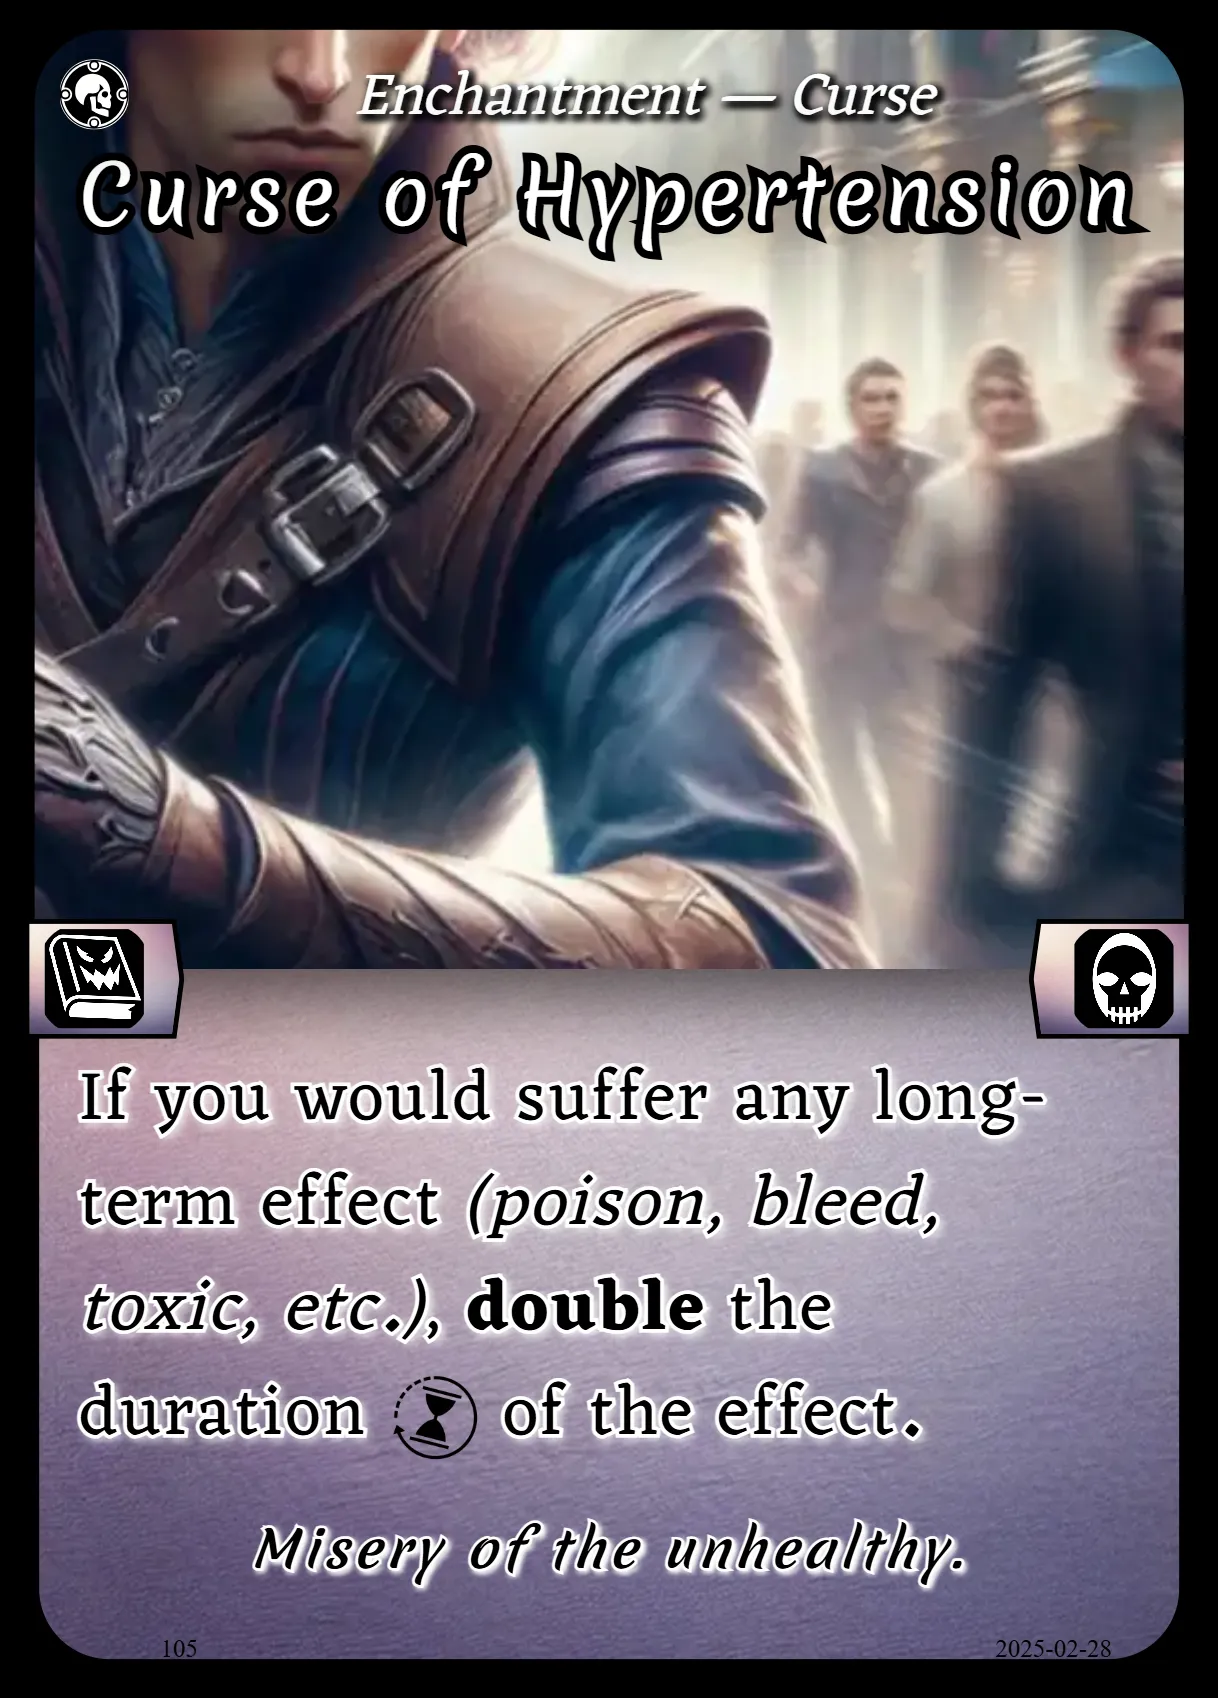 Enchantment — Curse
Curse of Hypertension
If you would suffer any long-
term effect (poison, bleed,
toxic, etc.), double the
duration of the effect.
Misery of the unhealthy.
105
2025-02-28